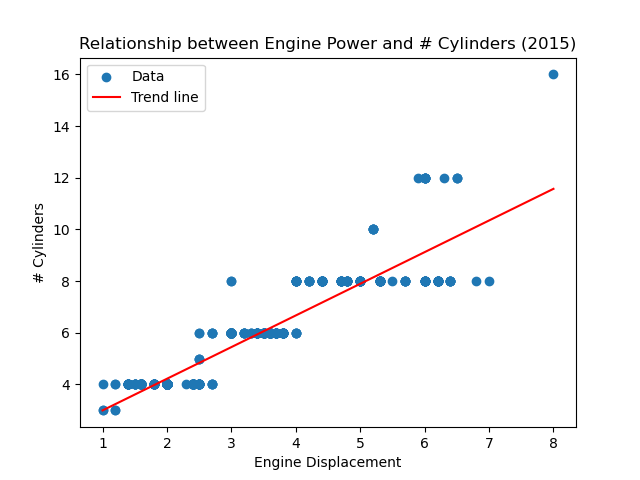 Relationship between Engine Power and # Cylinders (2015)
Data
Trend line
# Cylinders
16
14
12
10
8
6
4
1 2 3 4 5 6 7 8
Engine Displacement